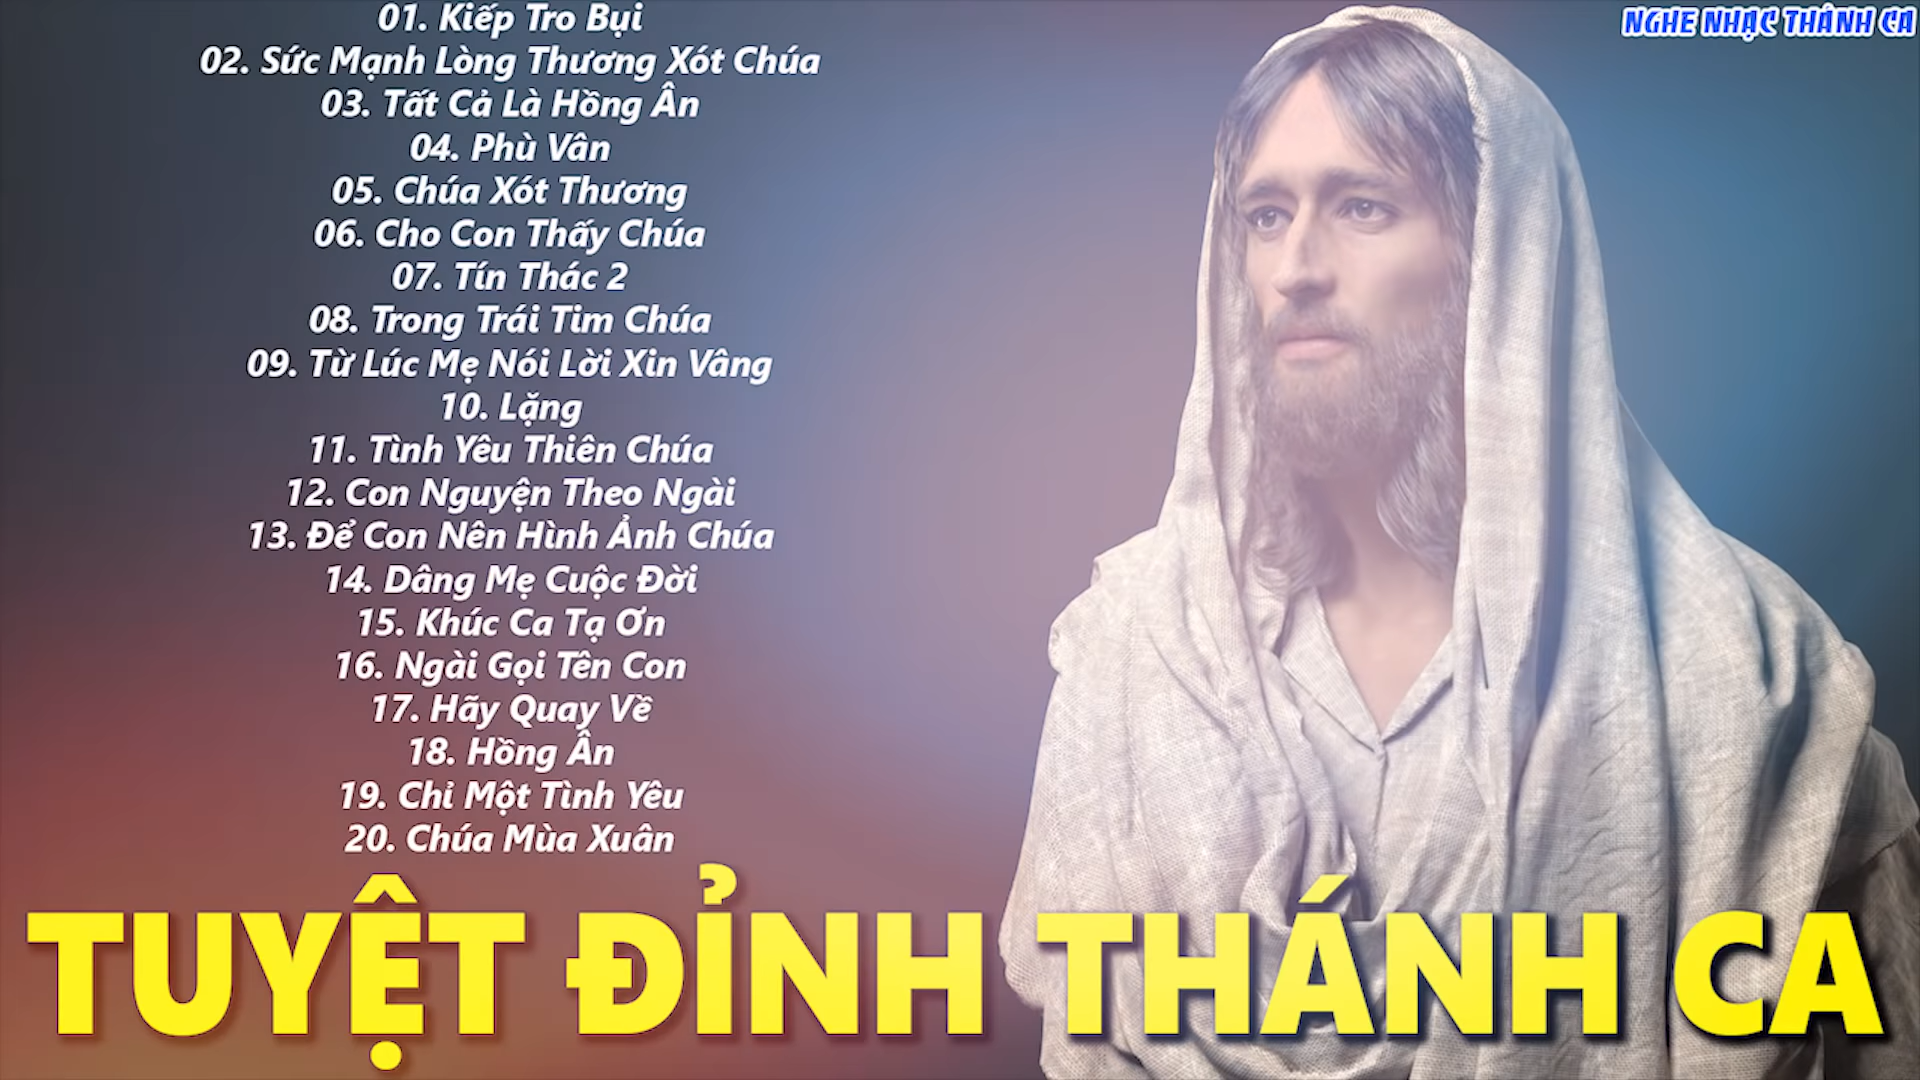 NGHE NHẠC THÁNH CA
01. Kiếp Tro Bụi
02. Sức Mạnh Lòng Thương Xót Chúa
03. Tất Cả Là Hồng Ân
04. Phù Vân
05. Chúa Xót Thương
06. Cho Con Thấy Chúa
07. Tín Thác 2
08. Trong Trái Tim Chúa
09. Từ Lúc Mẹ Nói Lời Xin Vâng
10. Lặng
11. Tình Yêu Thiên Chúa
12. Con Nguyện Theo Ngài
13. Để Con Nên Hình Ảnh Chúa
14. Dâng Mẹ Cuộc Đời
15. Khúc Ca Tạ Ơn
16. Ngài Gọi Tên Con
17. Hãy Quay Về
18. Hồng Ân
19. Chỉ Một Tình Yêu
20. Chúa Mùa Xuân
TUYỆT ĐỈNH THÁNH CA